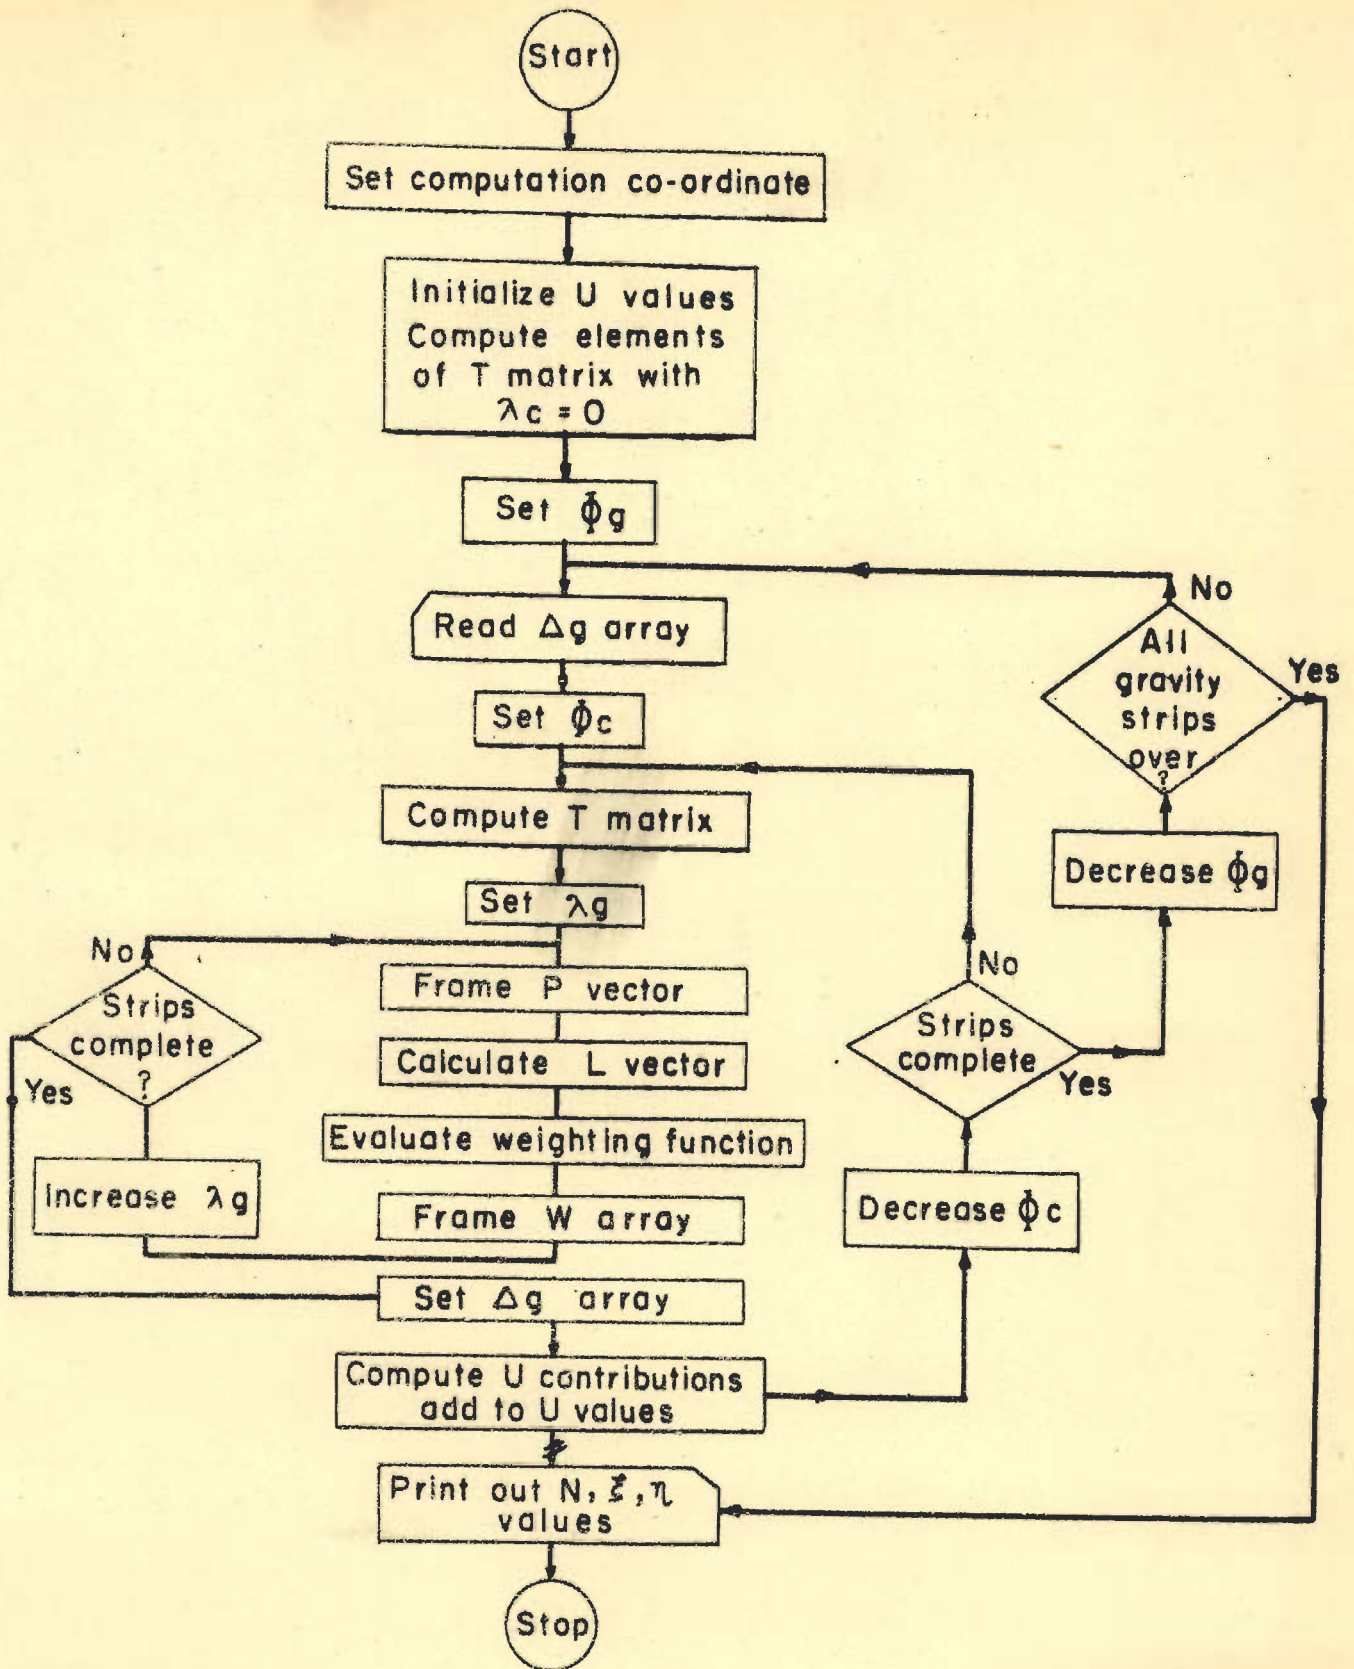 Start
Set computation co-ordinate
Initialize U values
Compute elements
of T matrix with
λc = 0
Set Φg
Read Δg array
Set Φc
Compute T matrix
Set λg
Frame P vector
Calculate L vector
Evaluate weighting function
Frame W array
Increase λg
Strips
complete
?
No
Yes
Set Δg array
Compute U contributions
add to U values
Decrease Φc
Strips
complete
No
Yes
Decrease Φg
All
gravity
strips
over
?
No
Yes
Print out N, ξ, η
values
Stop